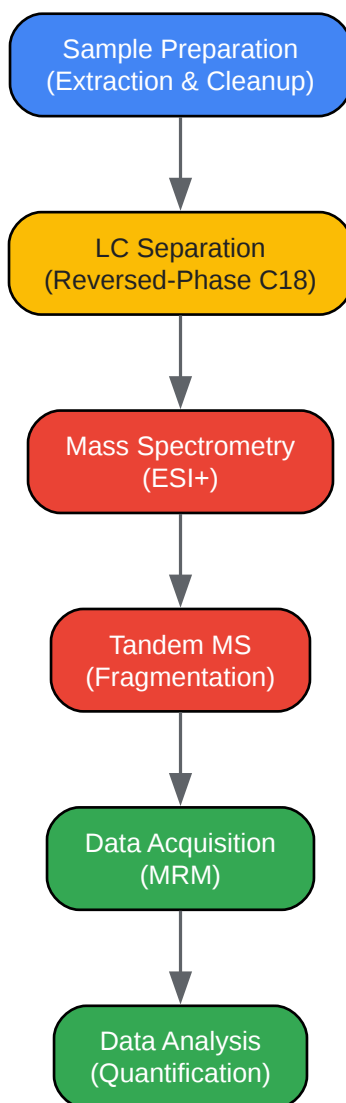 Sample Preparation
(Extraction & Cleanup)
LC Separation
(Reversed-Phase C18)
Mass Spectrometry
(ESI+)
Tandem MS
(Fragmentation)
Data Acquisition
(MRM)
Data Analysis
(Quantification)